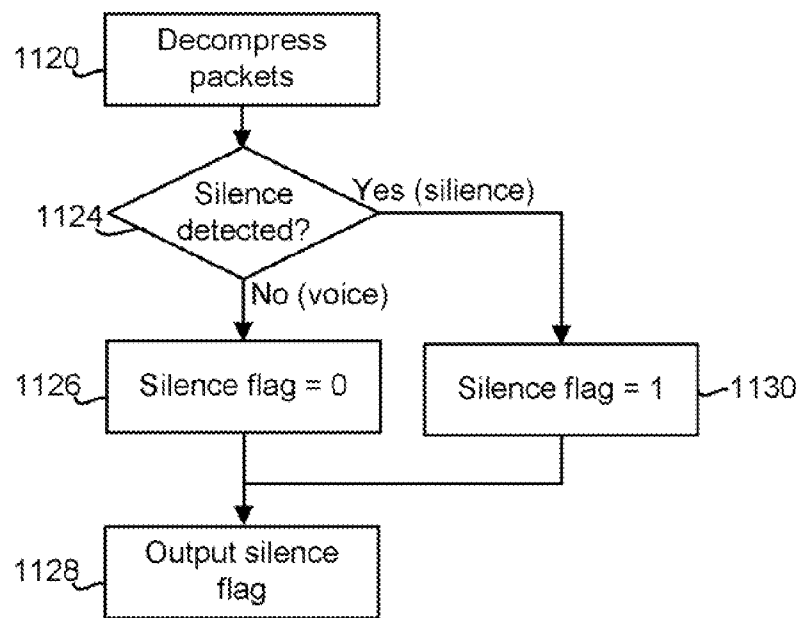 1120
Decompress
packets
1124
Silence
detected?
Yes (silience)
No (voice)
1126
Silence flag = 0
Silence flag = 1
1130
1128
Output silence
flag